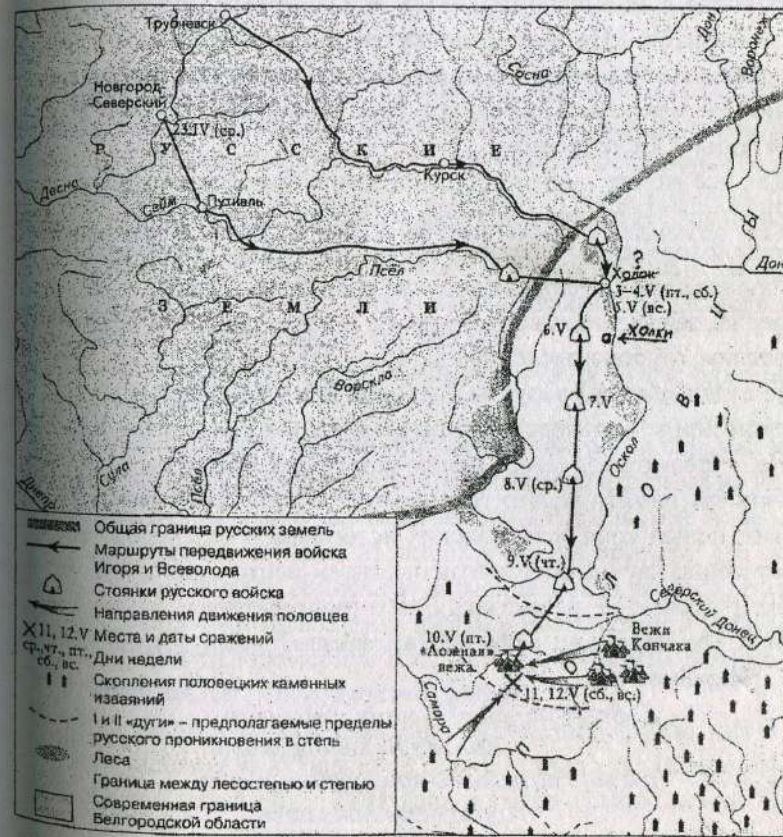 Трубчевск
Новгород-
Северский
23.IV (ср.)
Сосна
Дон
Воронеж
Р У С С К И Е
Курск
Десна
Сейм
Путивль
Псёл
?
Холок
3–4.V (пт., сб.)
5.V (вс.)
З Е М Л И
6.V
а
Холки
7.V
Ворскла
Оскол
П О Л О В Ц Ы
Дон
8.V (ср.)
Сула
Псёл
Днепр
9.V (чт.)
Северский Донец
10.V (пт.)
«Ложная»
вежа
Вежи
Кончака
11, 12.V (сб., вс.)
Самара
Общая граница русских земель
Маршруты передвижения войска
Игоря и Всеволода
Стоянки русского войска
Направления движения половцев
X 11, 12.V Места и даты сражений
ср., чт., пт.,
сб., вс. Дни недели
Скопления половецких каменных
изваяний
I и II «дуги» – предполагаемые пределы
русского проникновения в степь
Леса
Граница между лесостепью и степью
Современная граница
Белгородской области